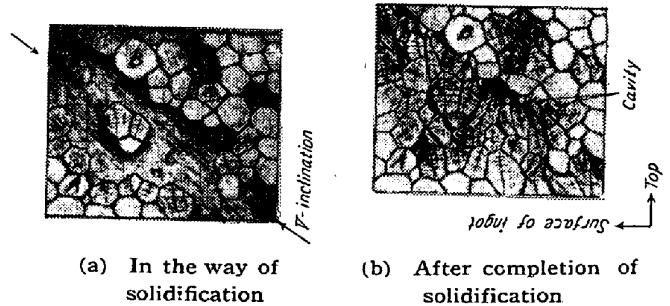 Cavity
V-inclination
Top
Surface of ingot
(a) In the way of
solidification
(b) After completion of
solidification